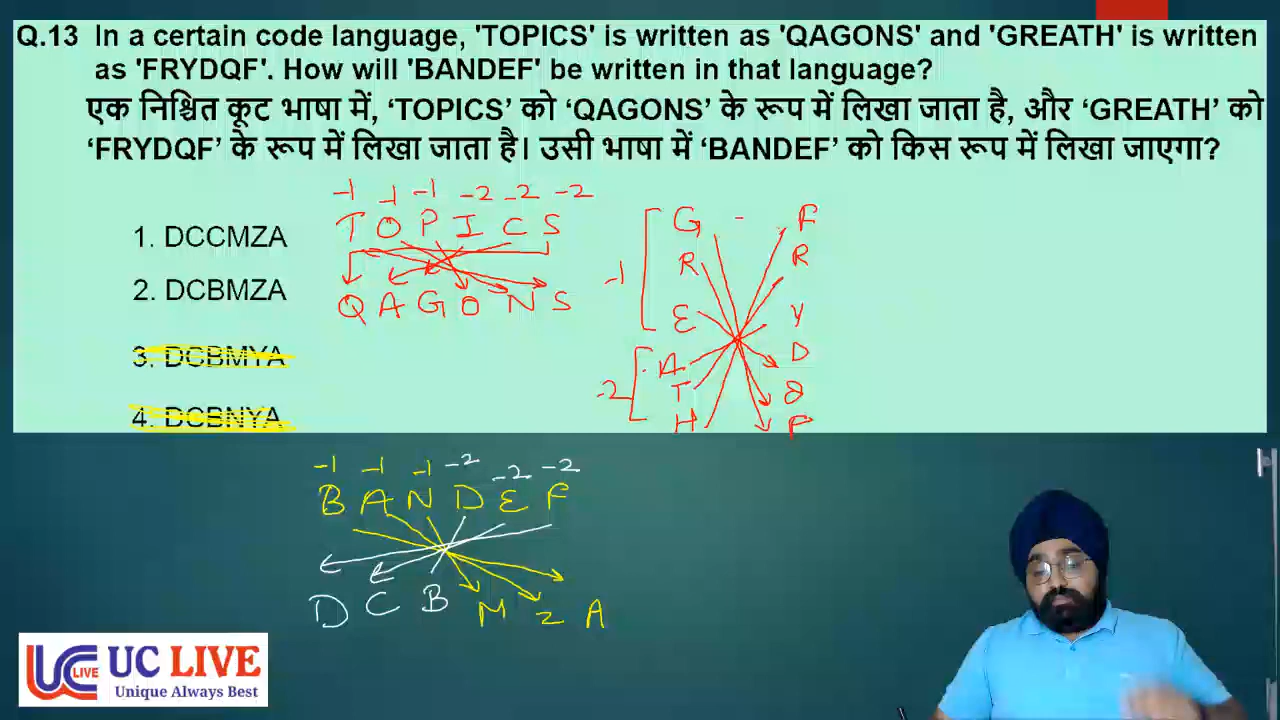 Q.13 In a certain code language, 'TOPICS' is written as 'QAGONS' and 'GREATH' is written
as 'FRYDQF'. How will 'BANDEF' be written in that language?
एक निश्चित कूट भाषा में, ‘TOPICS’ को ‘QAGONS’ के रूप में लिखा जाता है, और ‘GREATH’ को
‘FRYDQF’ के रूप में लिखा जाता है। उसी भाषा में ‘BANDEF’ को किस रूप में लिखा जाएगा?
1. DCCMZA
2. DCBMZA
3. DCBMYA
4. DCBNYA
-1 -1 -1 -2 -2 -2
T O P I C S
Q A G O N S
-1
G - F
R R
E Y
-2
A D
T Q
H F
-1 -1 -1 -2 -2 -2
B A N D E F
D C B M Z A
UC LIVE
LIVE
Unique Always Best